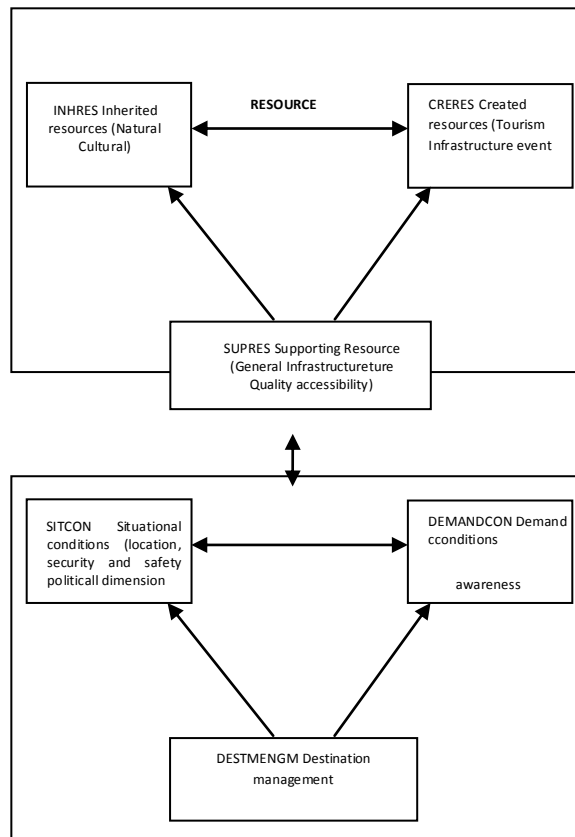 INHRES Inherited
resources (Natural
Cultural)
RESOURCE
CRERES Created
resources (Tourism
Infrastructure event
SUPRES Supporting Resource
(General Infrastructureture
Quality accessibility)
SITCON Situational
conditions (location,
security and safety
politicall dimension
DEMANDCON Demand
cconditions
awareness
DESTMENGM Destination
management